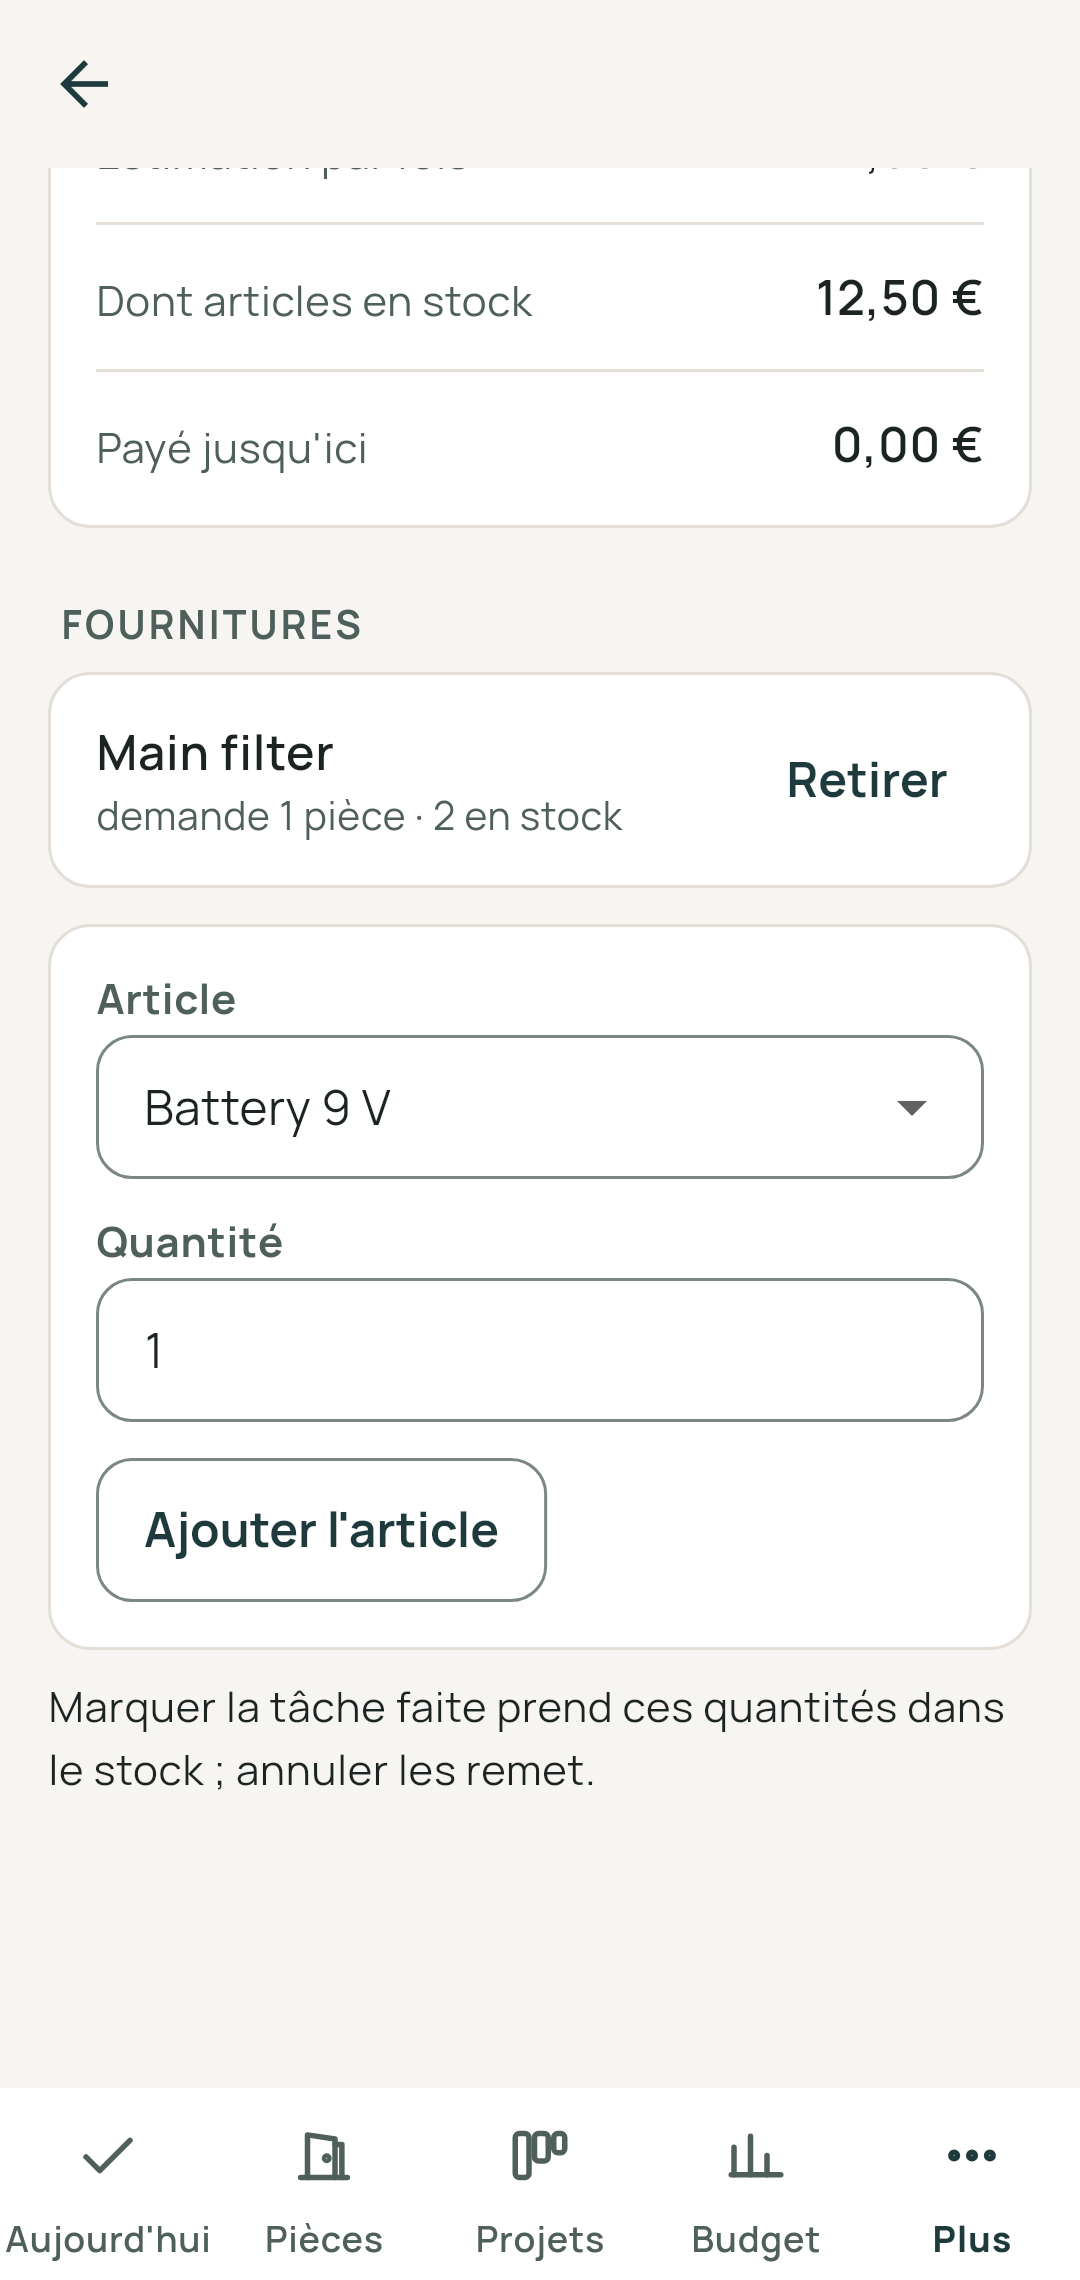 Dont articles en stock 12,50 €
Payé jusqu'ici 0,00 €
FOURNITURES
Main filter
demande 1 pièce · 2 en stock
Retirer
Article
Battery 9 V
Quantité
1
Ajouter l'article
Marquer la tâche faite prend ces quantités dans
le stock ; annuler les remet.
Aujourd'hui Pièces Projets Budget Plus